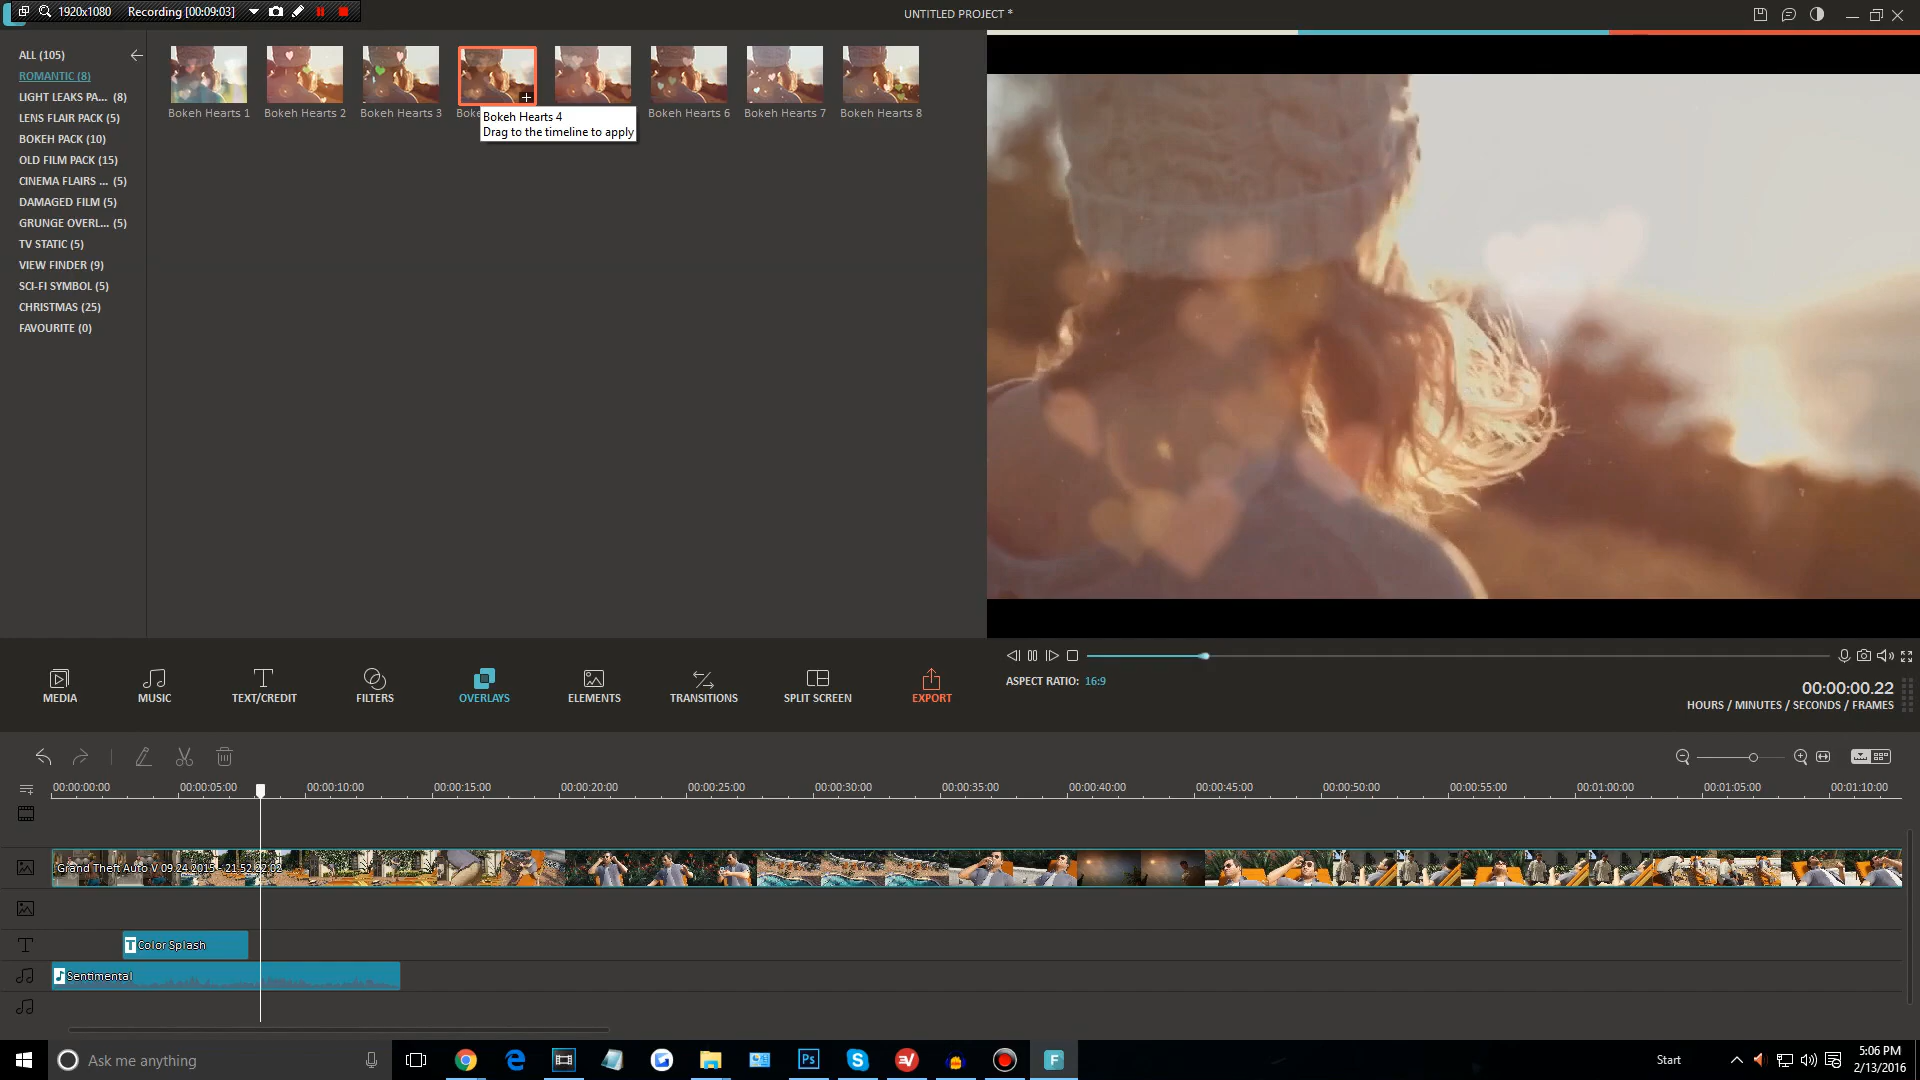 1920x1080 Recording [00:09:03]
UNTITLED PROJECT *
ALL (105)
ROMANTIC (8)
LIGHT LEAKS PA... (8)
LENS FLAIR PACK (5)
BOKEH PACK (10)
OLD FILM PACK (15)
CINEMA FLAIRS ... (5)
DAMAGED FILM (5)
GRUNGE OVERL... (5)
TV STATIC (5)
VIEW FINDER (9)
SCI-FI SYMBOL (5)
CHRISTMAS (25)
FAVOURITE (0)
Bokeh Hearts 1 Bokeh Hearts 2 Bokeh Hearts 3 Boke Bokeh Hearts 6 Bokeh Hearts 7 Bokeh Hearts 8
Bokeh Hearts 4
Drag to the timeline to apply
ASPECT RATIO: 16:9
00:00:00.22
HOURS / MINUTES / SECONDS / FRAMES
MEDIA MUSIC TEXT/CREDIT FILTERS OVERLAYS ELEMENTS TRANSITIONS SPLIT SCREEN EXPORT
00:00:00:00 00:00:05:00 00:00:10:00 00:00:15:00 00:00:20:00 00:00:25:00 00:00:30:00 00:00:35:00 00:00:40:00 00:00:45:00 00:00:50:00 00:00:55:00 00:01:00:00 00:01:05:00 00:01:10:00
Grand Theft Auto V 09.24.2015 - 21.52.22.02
T Color Splash
Sentimental
Ask me anything
Ps
S
F
Start
5:06 PM
2/13/2016